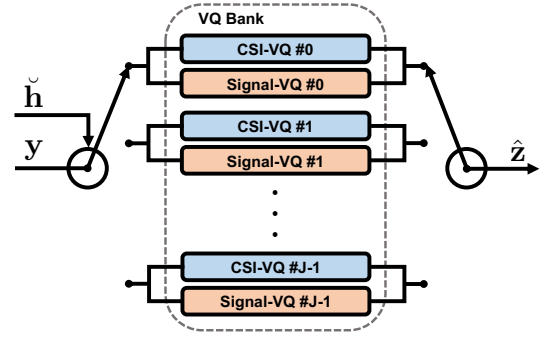 VQ Bank
CSI-VQ #0
Signal-VQ #0
h̆
CSI-VQ #1
y
Signal-VQ #1
ẑ
CSI-VQ #J-1
Signal-VQ #J-1